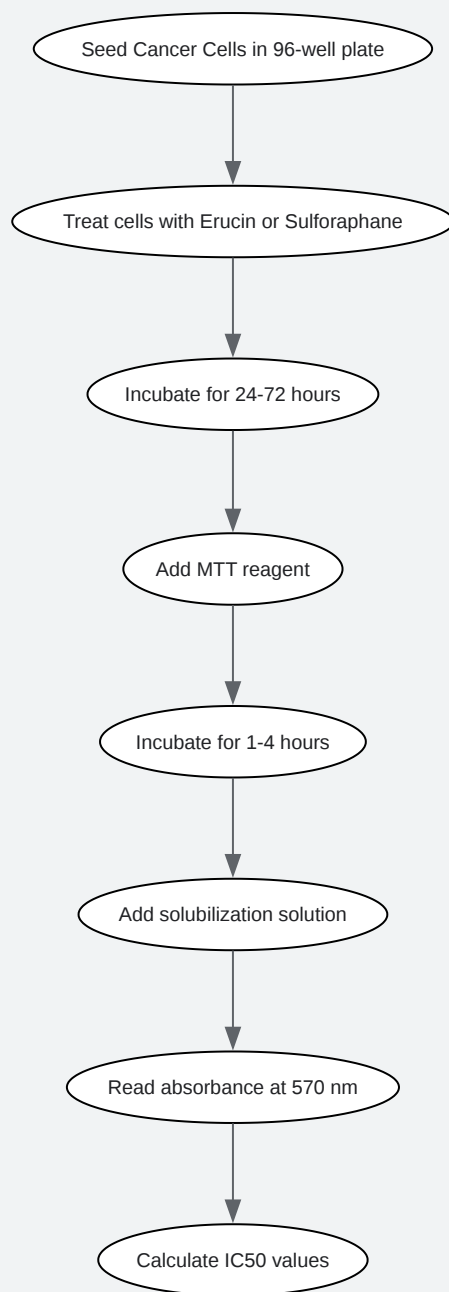 Seed Cancer Cells in 96-well plate
Treat cells with Erucin or Sulforaphane
Incubate for 24-72 hours
Add MTT reagent
Incubate for 1-4 hours
Add solubilization solution
Read absorbance at 570 nm
Calculate IC50 values